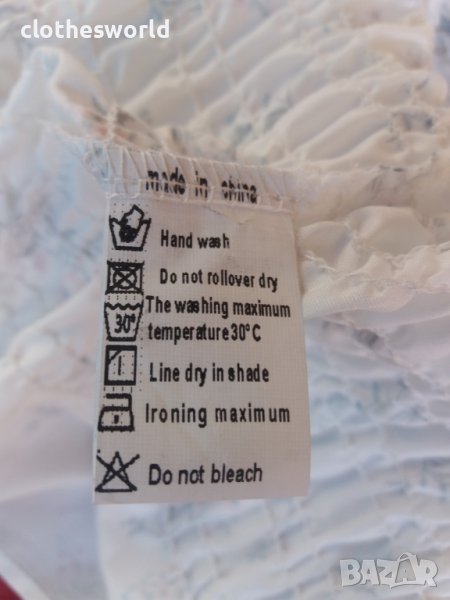 clothesworld
made in china
Hand wash
Do not rollover dry
The washing maximum
30°
temperature 30°C
Line dry in shade
Ironing maximum
Do not bleach
BAZAR